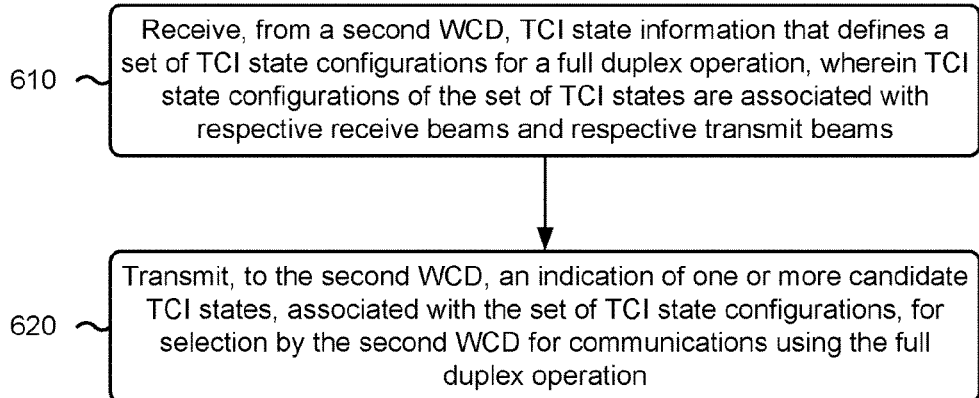 Receive, from a second WCD, TCI state information that defines a
set of TCI state configurations for a full duplex operation, wherein TCI
state configurations of the set of TCI states are associated with
respective receive beams and respective transmit beams
610
Transmit, to the second WCD, an indication of one or more candidate
TCI states, associated with the set of TCI state configurations, for
selection by the second WCD for communications using the full
duplex operation
620